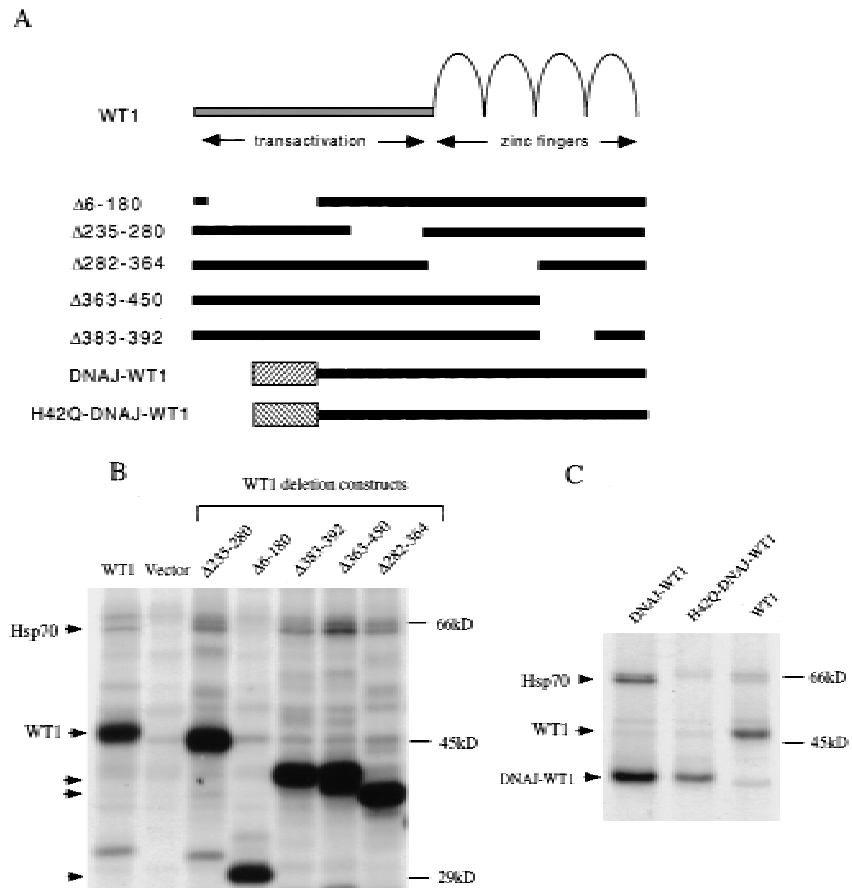 A
WT1
transactivation
zinc fingers
Δ6-180
Δ235-280
Δ282-364
Δ363-450
Δ383-392
DNAJ-WT1
H42Q-DNAJ-WT1
B
WT1 deletion constructs
WT1
Vector
Δ235-280
Δ6-180
Δ383-392
Δ363-450
Δ282-364
Hsp70
66kD
WT1
45kD
29kD
C
DNAJ-WT1
H42Q-DNAJ-WT1
WT1
Hsp70
66kD
WT1
45kD
DNAJ-WT1